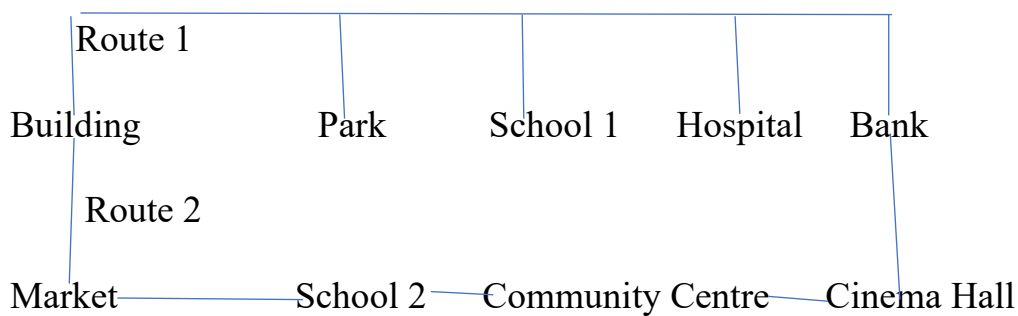 Route 1
Building Park School 1 Hospital Bank
Route 2
Market School 2 Community Centre Cinema Hall